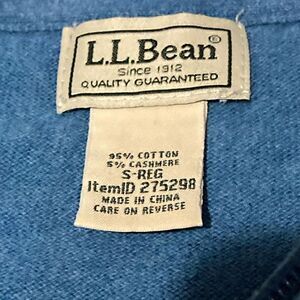 L.L.Bean®
Since 1912
QUALITY GUARANTEED
95% COTTON
5% CASHMERE
S-REG
ItemID 275298
MADE IN CHINA
CARE ON REVERSE